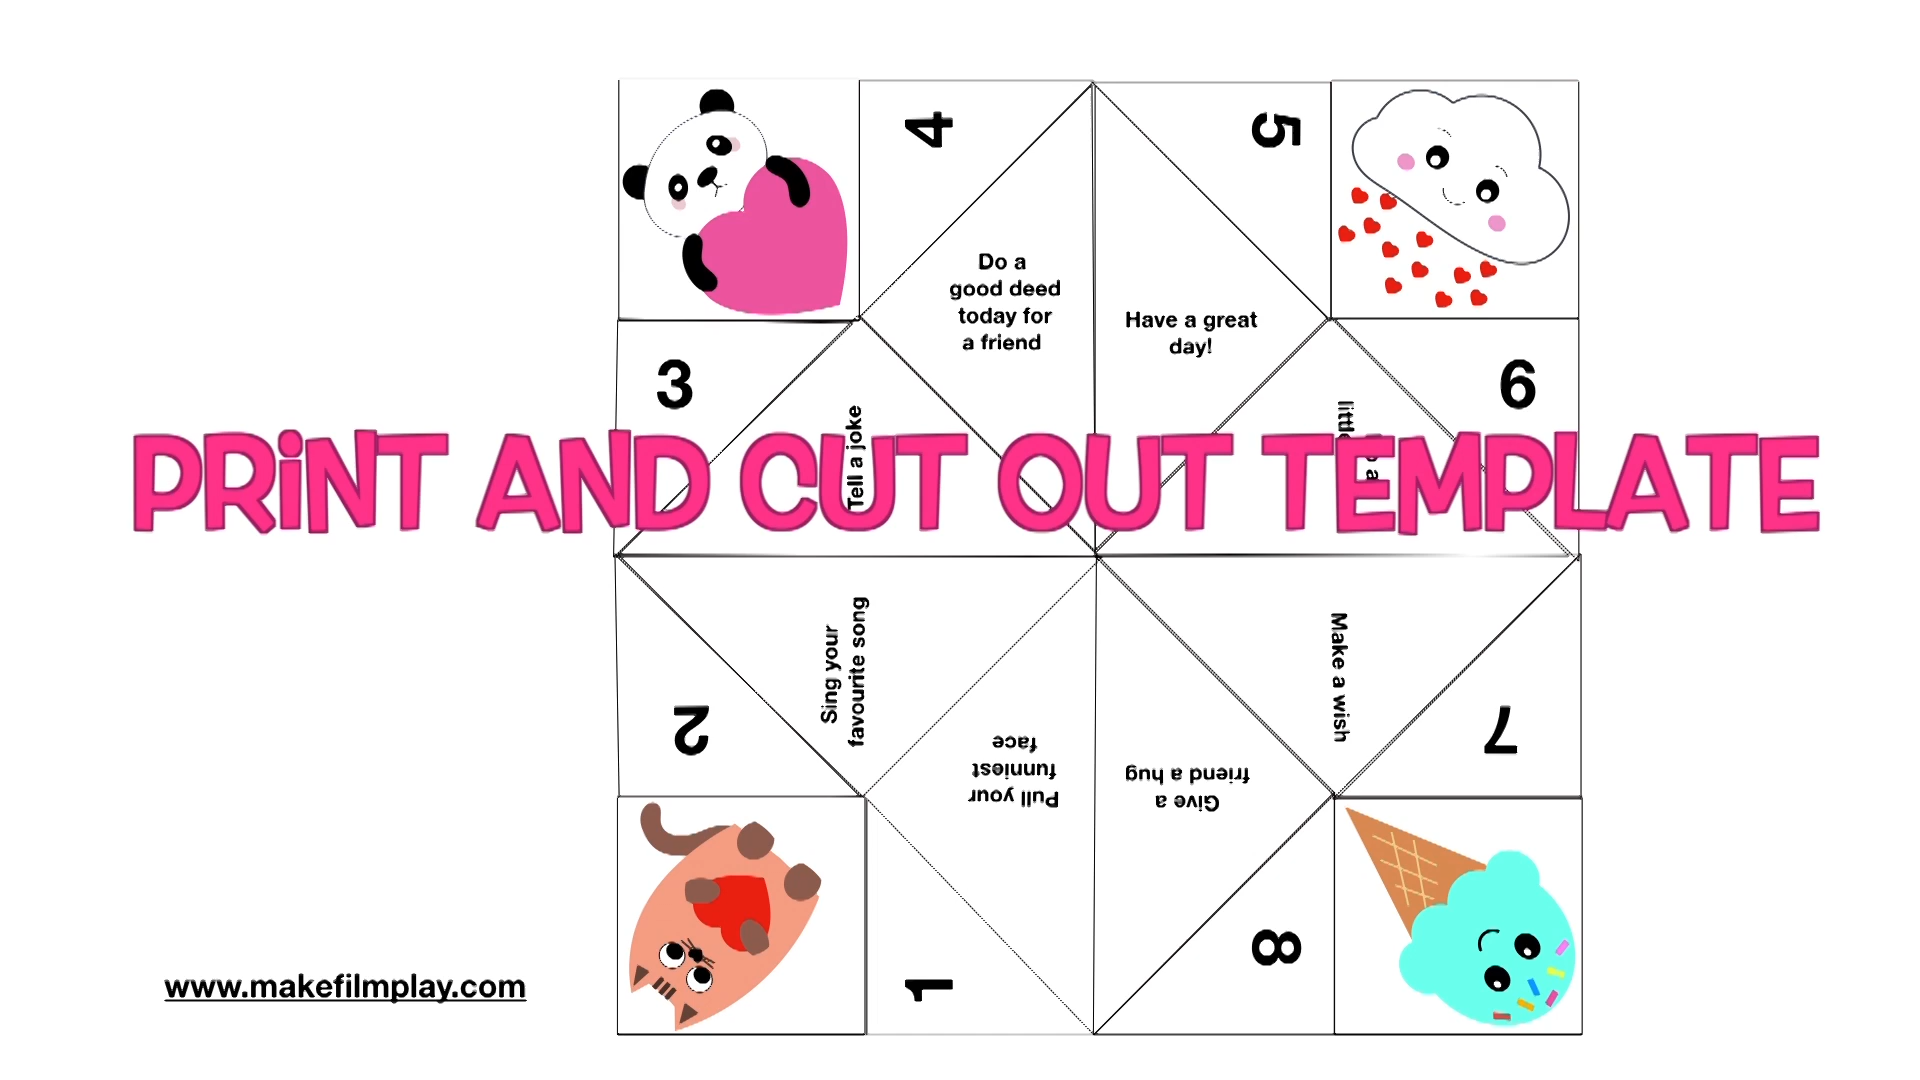 4
5
Do a
good deed
today for
a friend
Have a great
day!
3
6
Tell a joke
little
a
PRiNT AND CUT OUT TEMPLATE
Sing your
favourite song
Make a wish
2
7
Pull your
funniest
face
Give a
friend a hug
1
8
www.makefilmplay.com